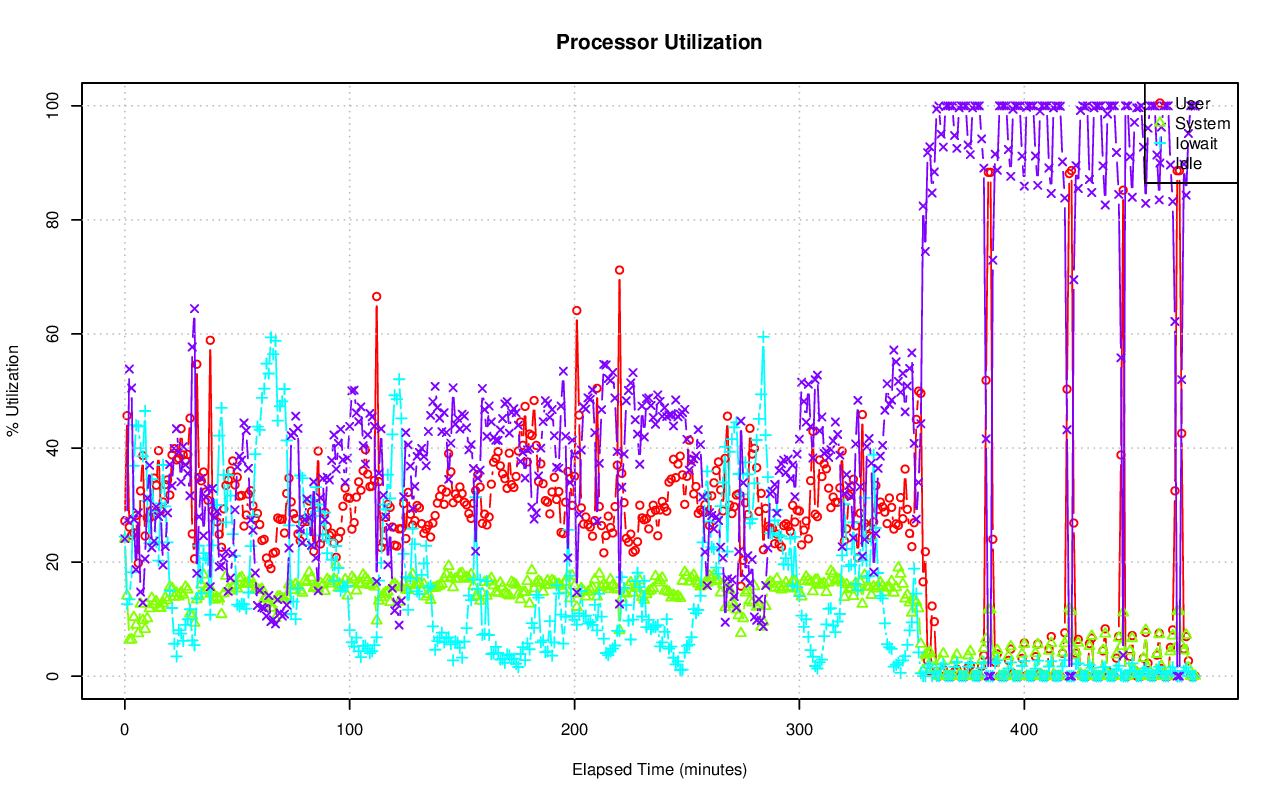 Processor Utilization
% Utilization
100
80
60
40
20
0
User
System
Iowait
Idle
0 100 200 300 400
Elapsed Time (minutes)